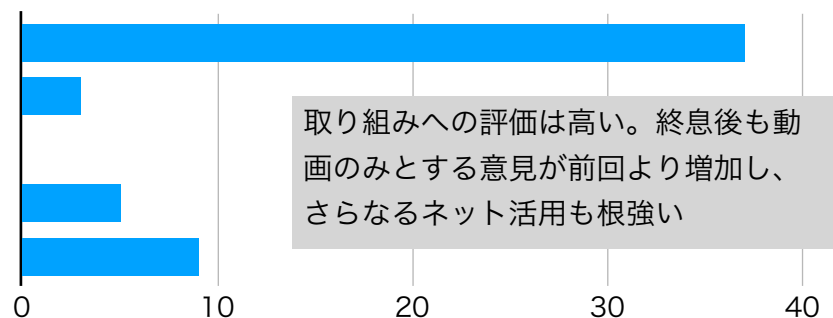 取り組みへの評価は高い。終息後も動
画のみとする意見が前回より増加し、
さらなるネット活用も根強い
0 10 20 30 40